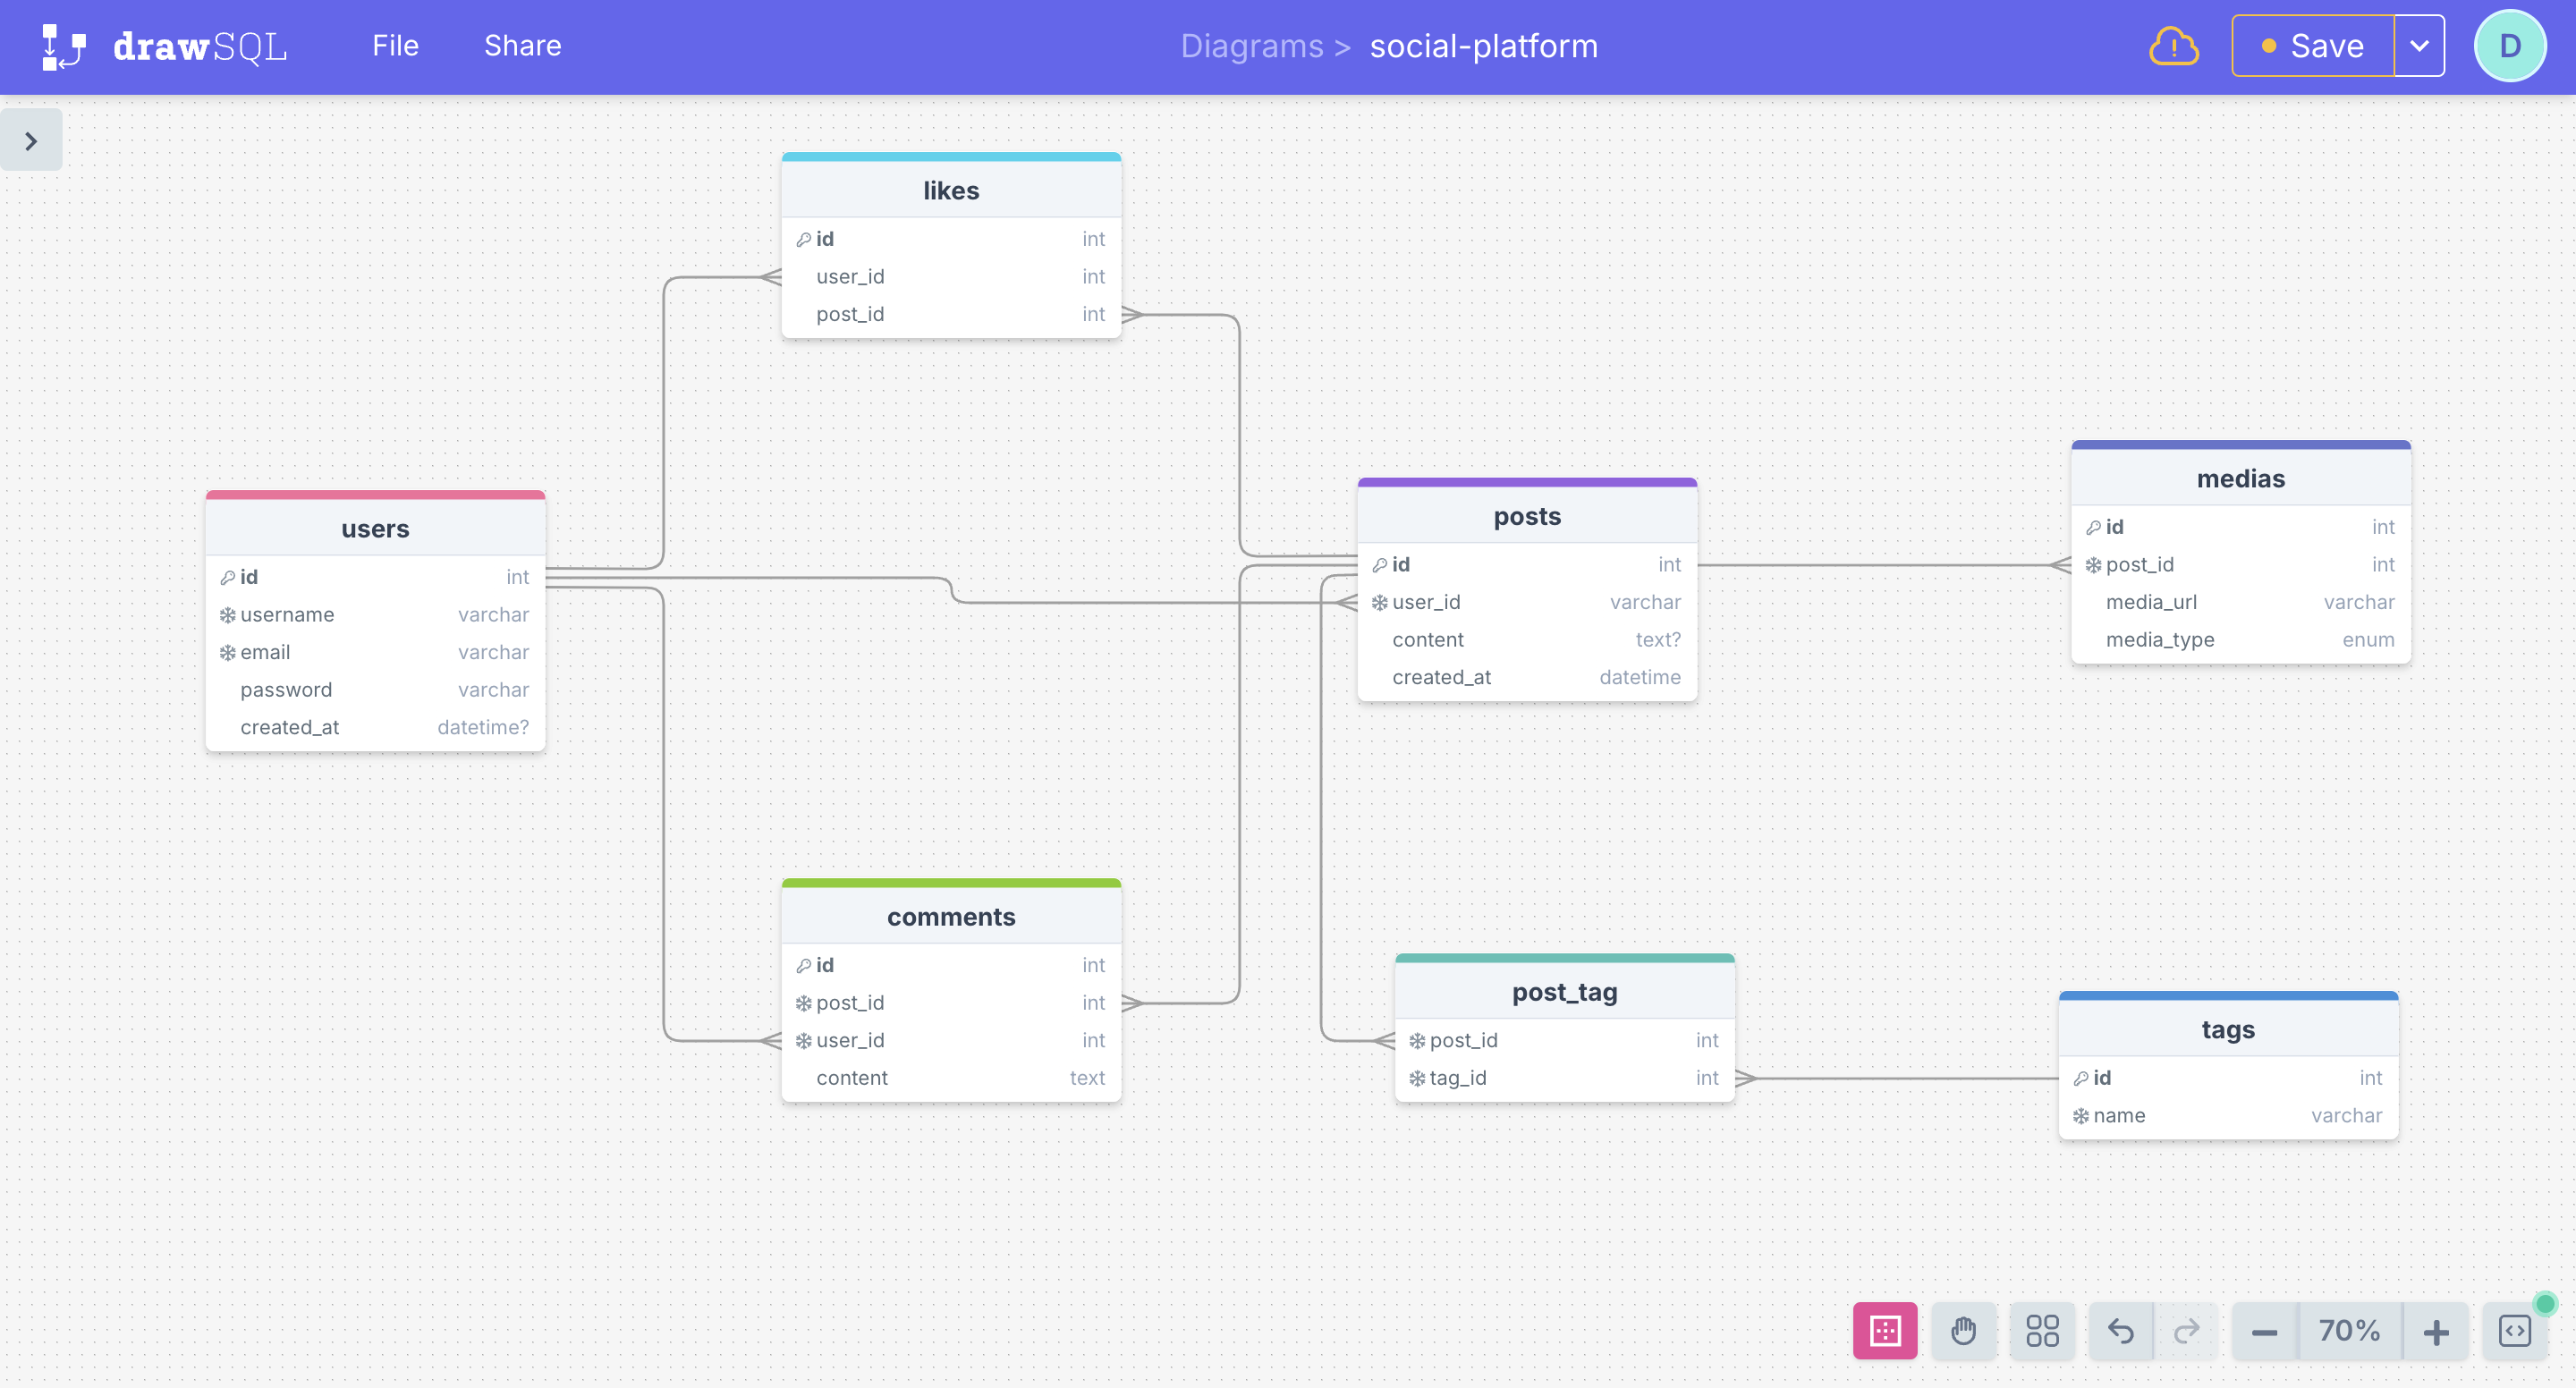 drawSQL File Share Diagrams > social-platform Save D
likes
id int
user_id int
post_id int
users
id int
username varchar
email varchar
password varchar
created_at datetime?
posts
id int
user_id varchar
content text?
created_at datetime
medias
id int
post_id int
media_url varchar
media_type enum
comments
id int
post_id int
user_id int
content text
post_tag
post_id int
tag_id int
tags
id int
name varchar
70%